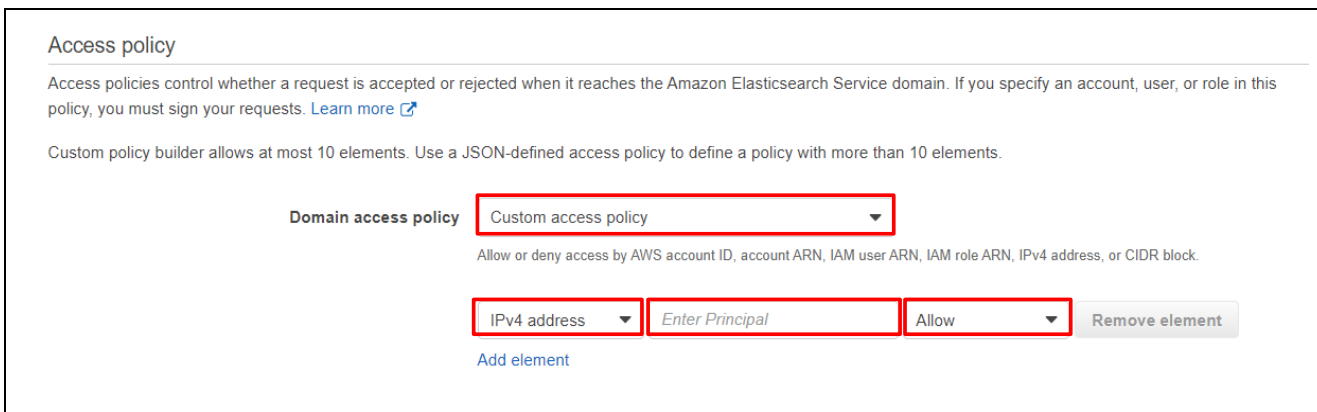 Access policy
Access policies control whether a request is accepted or rejected when it reaches the Amazon Elasticsearch Service domain. If you specify an account, user, or role in this
policy, you must sign your requests. Learn more
Custom policy builder allows at most 10 elements. Use a JSON-defined access policy to define a policy with more than 10 elements.
Domain access policy Custom access policy
Allow or deny access by AWS account ID, account ARN, IAM user ARN, IAM role ARN, IPv4 address, or CIDR block.
IPv4 address Enter Principal Allow Remove element
Add element